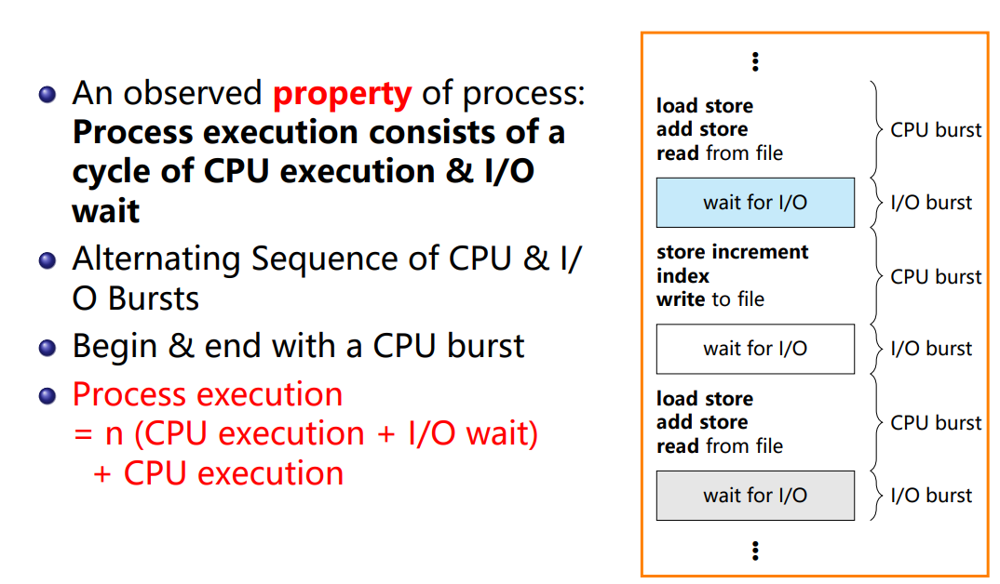 An observed property of process:
Process execution consists of a
cycle of CPU execution & I/O
wait
Alternating Sequence of CPU & I/
O Bursts
Begin & end with a CPU burst
Process execution
= n (CPU execution + I/O wait)
+ CPU execution
load store
add store
read from file
CPU burst
wait for I/O
I/O burst
store increment
index
write to file
CPU burst
wait for I/O
I/O burst
load store
add store
read from file
CPU burst
wait for I/O
I/O burst